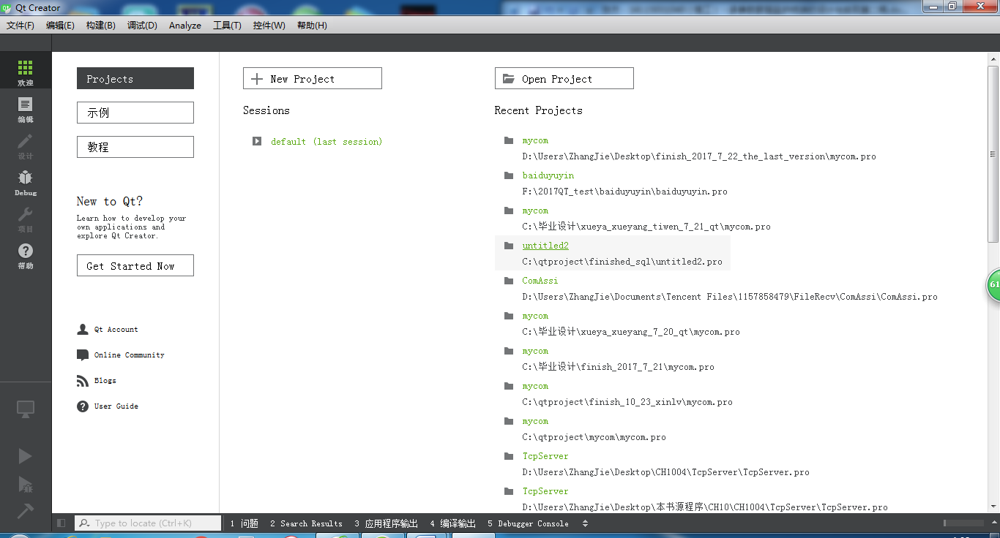 Qt Creator
文件(F) 编辑(E) 构建(B) 调试(D) Analyze 工具(T) 控件(W) 帮助(H)
欢迎
编辑
设计
Debug
项目
帮助
Projects
示例
教程
New to Qt?
Learn how to develop your
own applications and
explore Qt Creator.
Get Started Now
Qt Account
Online Community
Blogs
User Guide
New Project
Sessions
default (last session)
Open Project
Recent Projects
mycom
D:\Users\ZhangJie\Desktop\finish_2017_7_22_the_last_version\mycom.pro
baiduyuyin
F:\2017QT_test\baiduyuyin\baiduyuyin.pro
mycom
C:\毕业设计\xueya_xueyang_tiwen_7_21_qt\mycom.pro
untitled2
C:\qtproject\finished_sql\untitled2.pro
ComAssi
D:\Users\ZhangJie\Documents\Tencent Files\1157858479\FileRecv\ComAssi\ComAssi.pro
mycom
C:\毕业设计\xueya_xueyang_7_20_qt\mycom.pro
mycom
C:\毕业设计\finish_2017_7_21\mycom.pro
mycom
C:\qtproject\finish_10_23_xinlv\mycom.pro
mycom
C:\qtproject\mycom\mycom.pro
TcpServer
D:\Users\ZhangJie\Desktop\CH1004\TcpServer\TcpServer.pro
TcpServer
D:\Users\ZhangJie\Desktop\本书源程序\CH10\CH1004\TcpServer\TcpServer.pro
61
Type to locate (Ctrl+K) 1 问题 2 Search Results 3 应用程序输出 4 编译输出 5 Debugger Console